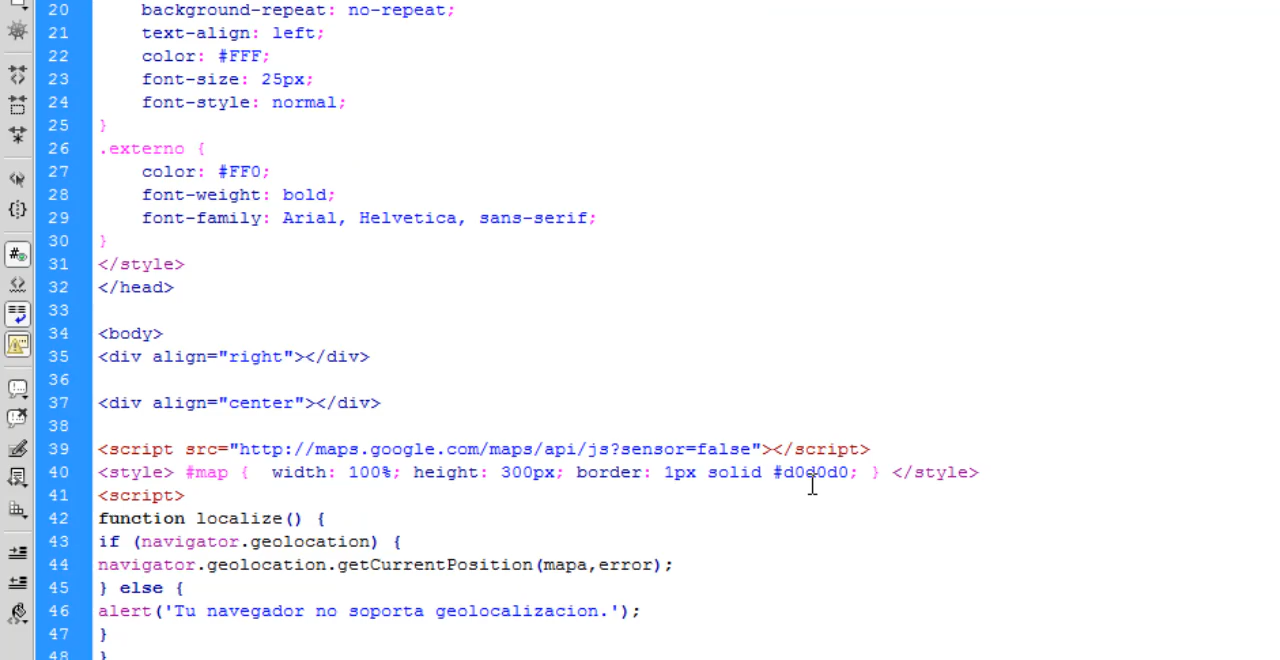 20 background-repeat: no-repeat;
21 text-align: left;
22 color: #FFF;
23 font-size: 25px;
24 font-style: normal;
25 }
26 .externo {
27 color: #FF0;
28 font-weight: bold;
29 font-family: Arial, Helvetica, sans-serif;
30 }
31 </style>
32 </head>
33
34 <body>
35 <div align="right"></div>
36
37 <div align="center"></div>
38
39 <script src="http://maps.google.com/maps/api/js?sensor=false"></script>
40 <style> #map {  width: 100%; height: 300px; border: 1px solid #d0d0d0; } </style>
41 <script>
42 function localize() {
43 if (navigator.geolocation) {
44 navigator.geolocation.getCurrentPosition(mapa,error);
45 } else {
46 alert('Tu navegador no soporta geolocalizacion.');
47 }
48 }